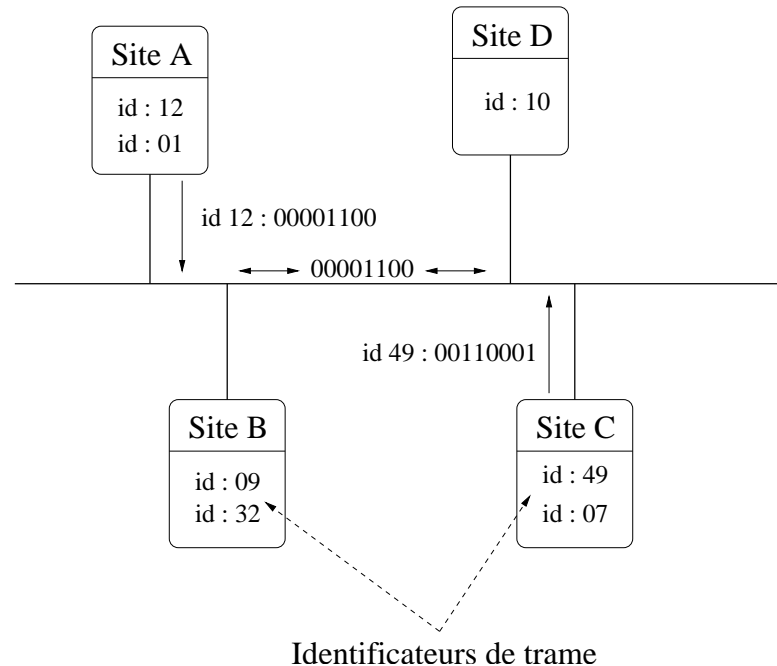 Site A
id : 12
id : 01
Site D
id : 10
id 12 : 00001100
00001100
id 49 : 00110001
Site B
id : 09
id : 32
Site C
id : 49
id : 07
Identificateurs de trame